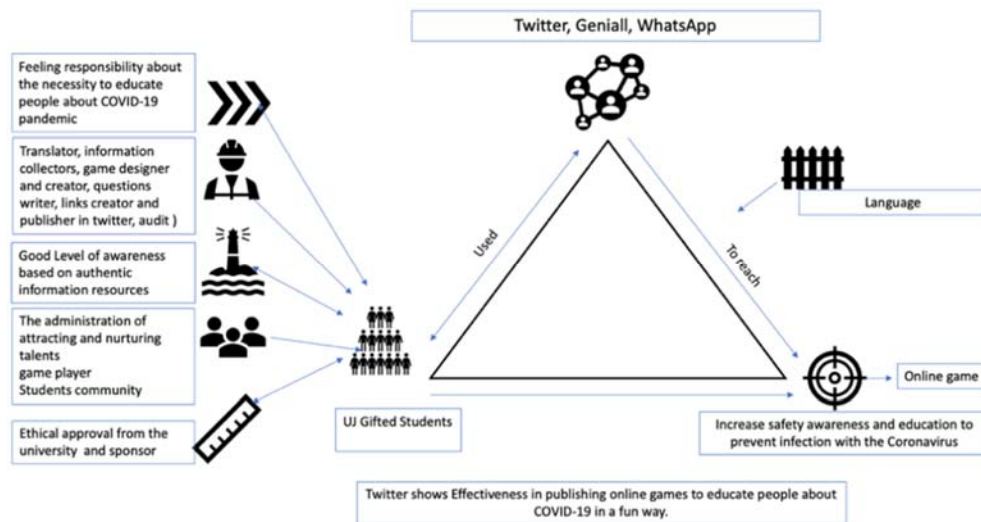 Twitter, Geniall, WhatsApp
Feeling responsibility about
the necessity to educate
people about COVID-19
pandemic
Translator, information
collectors, game designer
and creator, questions
writer, links creator and
publisher in twitter, audit )
Good Level of awareness
based on authentic
information resources
The administration of
attracting and nurturing
talents
game player
Students community
Ethical approval from the
university and sponsor
UJ Gifted Students
Used
To reach
Language
Online game
Increase safety awareness and education to
prevent infection with the Coronavirus
Twitter shows Effectiveness in publishing online games to educate people about
COVID-19 in a fun way.